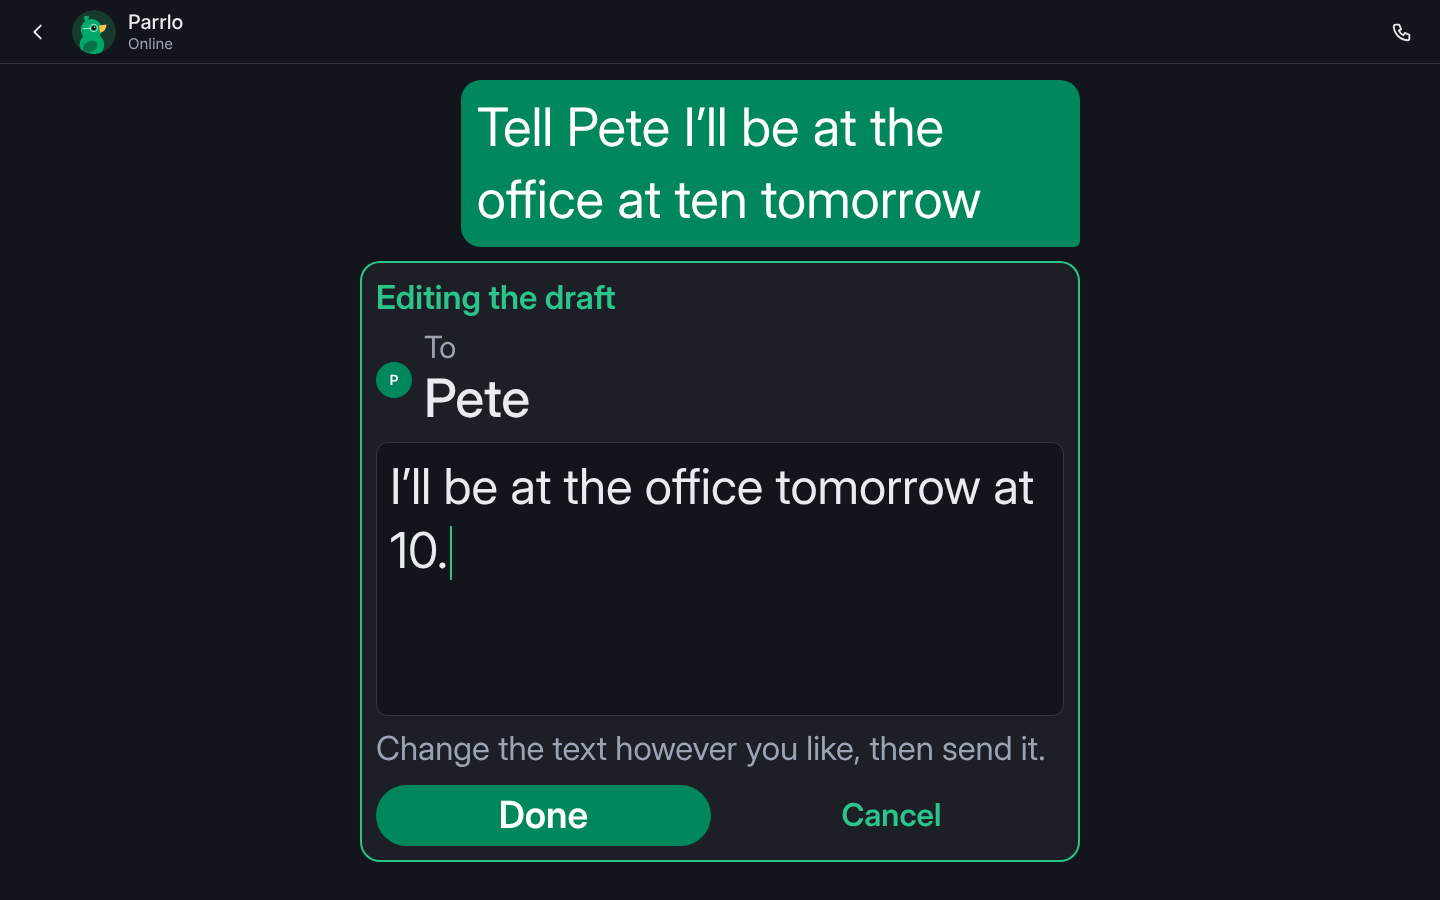 Parrlo
Online
Tell Pete I’ll be at the
office at ten tomorrow
Editing the draft
To
P
Pete
I’ll be at the office tomorrow at
10.
Change the text however you like, then send it.
Done
Cancel